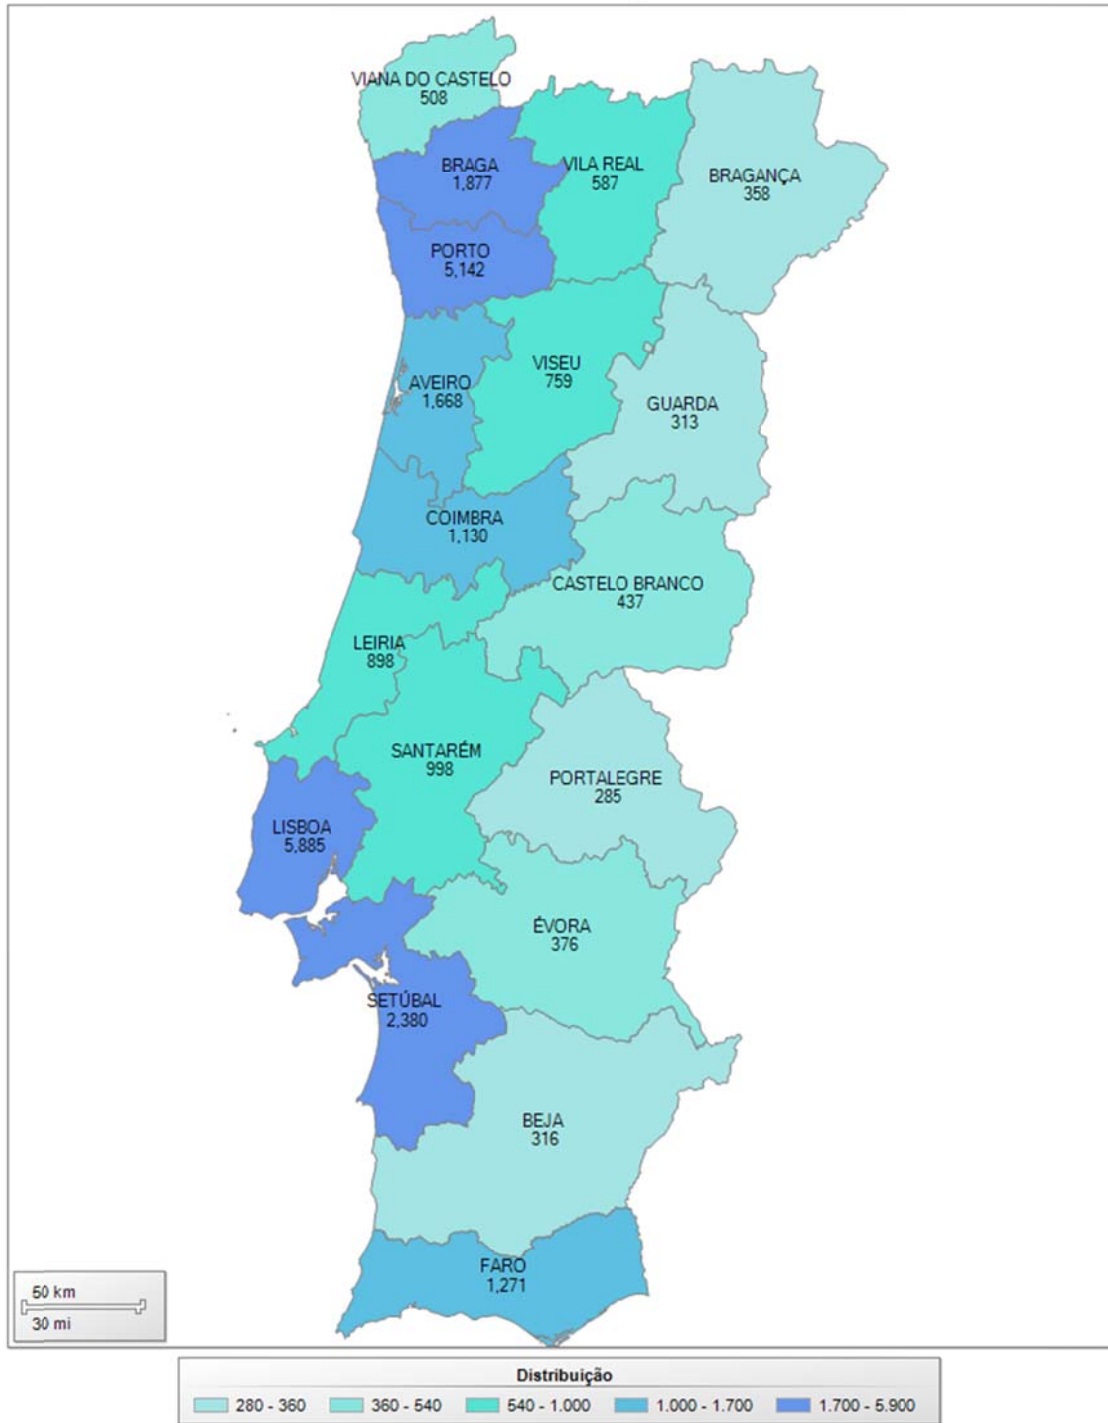 VIANA DO CASTELO
508
BRAGA
1,877
VILA REAL
587
BRAGANÇA
358
PORTO
5,142
VISEU
759
AVEIRO
1,668
GUARDA
313
COIMBRA
1,130
CASTELO BRANCO
437
LEIRIA
898
SANTARÉM
998
PORTALEGRE
285
LISBOA
5,885
ÉVORA
376
SETÚBAL
2,380
BEJA
316
FARO
1,271
50 km
30 mi
Distribuição
280 - 360 360 - 540 540 - 1.000 1.000 - 1.700 1.700 - 5.900